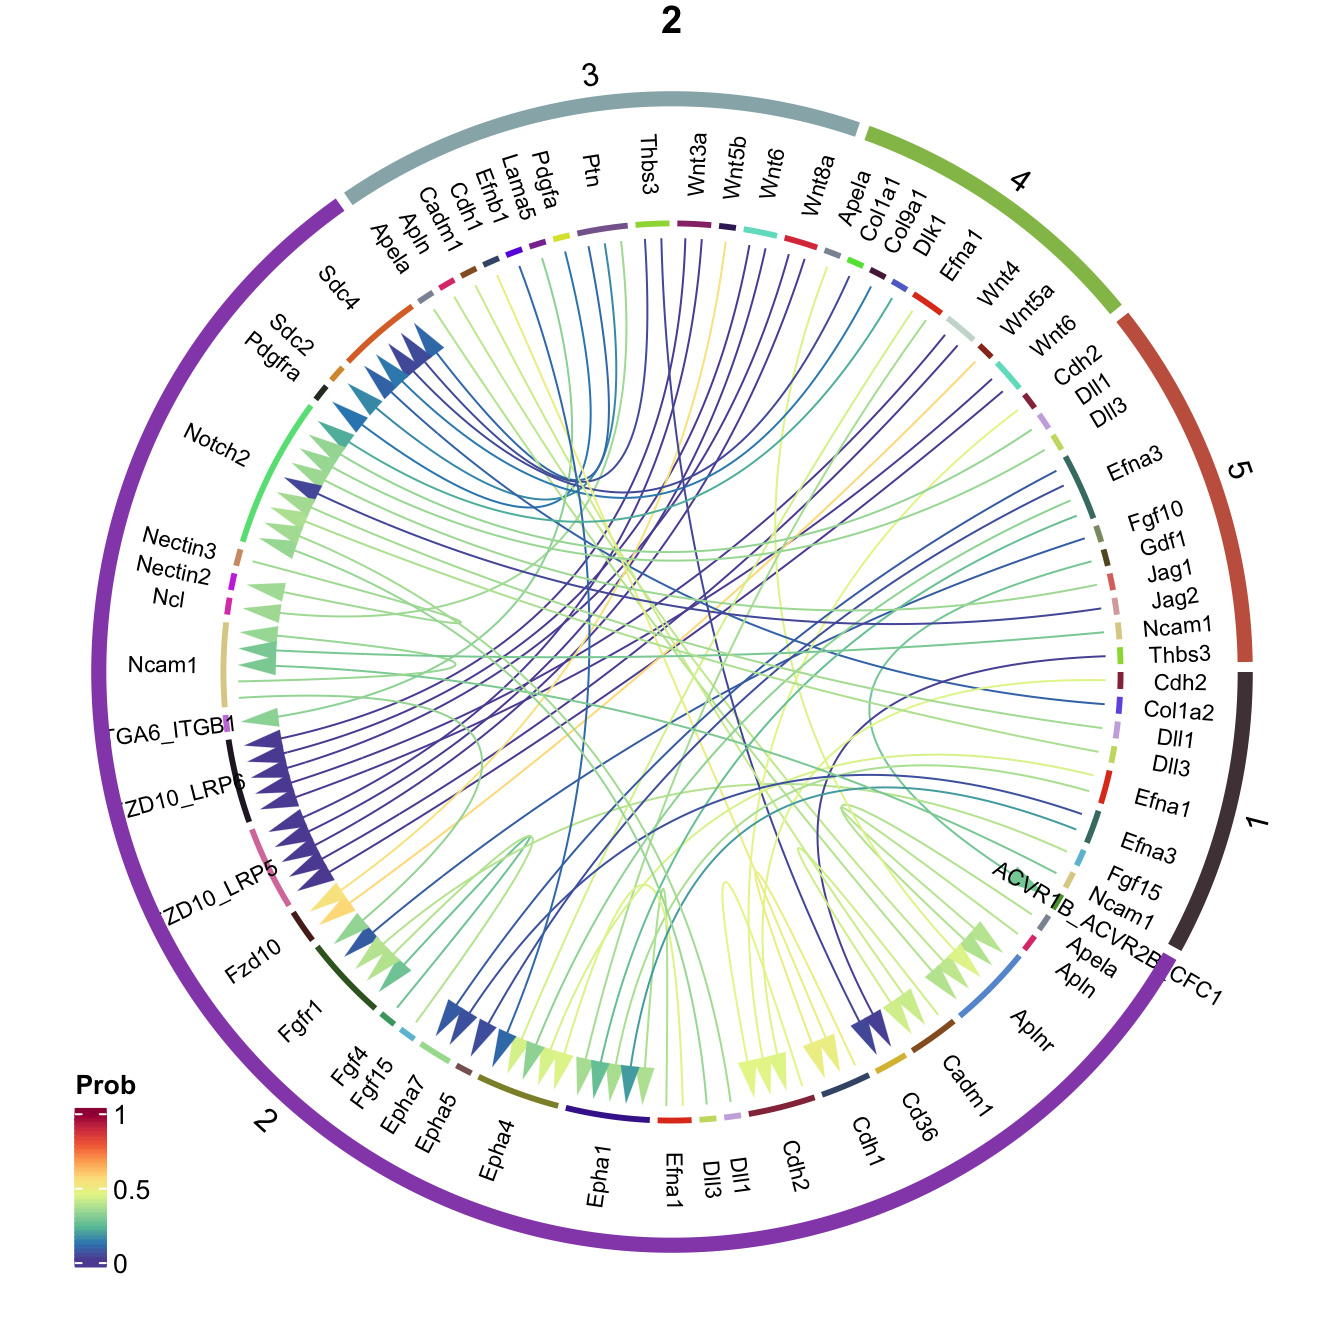 2
3
4
5
1
2
Apela
Apln
Cadm1
Cdh1
Efnb1
Lama5
Pdgfa
Ptn
Thbs3
Wnt3a
Wnt5b
Wnt6
Wnt8a
Apela
Col1a1
Col9a1
Dlk1
Efna1
Wnt4
Wnt5a
Wnt6
Cdh2
Dll1
Dll3
Efna3
Fgf10
Gdf1
Jag1
Jag2
Ncam1
Thbs3
Cdh2
Col1a2
Dll1
Dll3
Efna1
Efna3
Fgf15
Ncam1
ACVR1B_ACVR2B_CFC1
Apela
Apln
Aplnr
Cadm1
Cd36
Cdh1
Cdh2
Dll1
Dll3
Efna1
Epha1
Epha4
Epha5
Epha7
Fgf15
Fgf4
Fgfr1
Fzd10
ZD10_LRP5
ZD10_LRP6
TGA6_ITGB1
Ncam1
Ncl
Nectin2
Nectin3
Notch2
Pdgfra
Sdc2
Sdc4
Prob
1
0.5
0